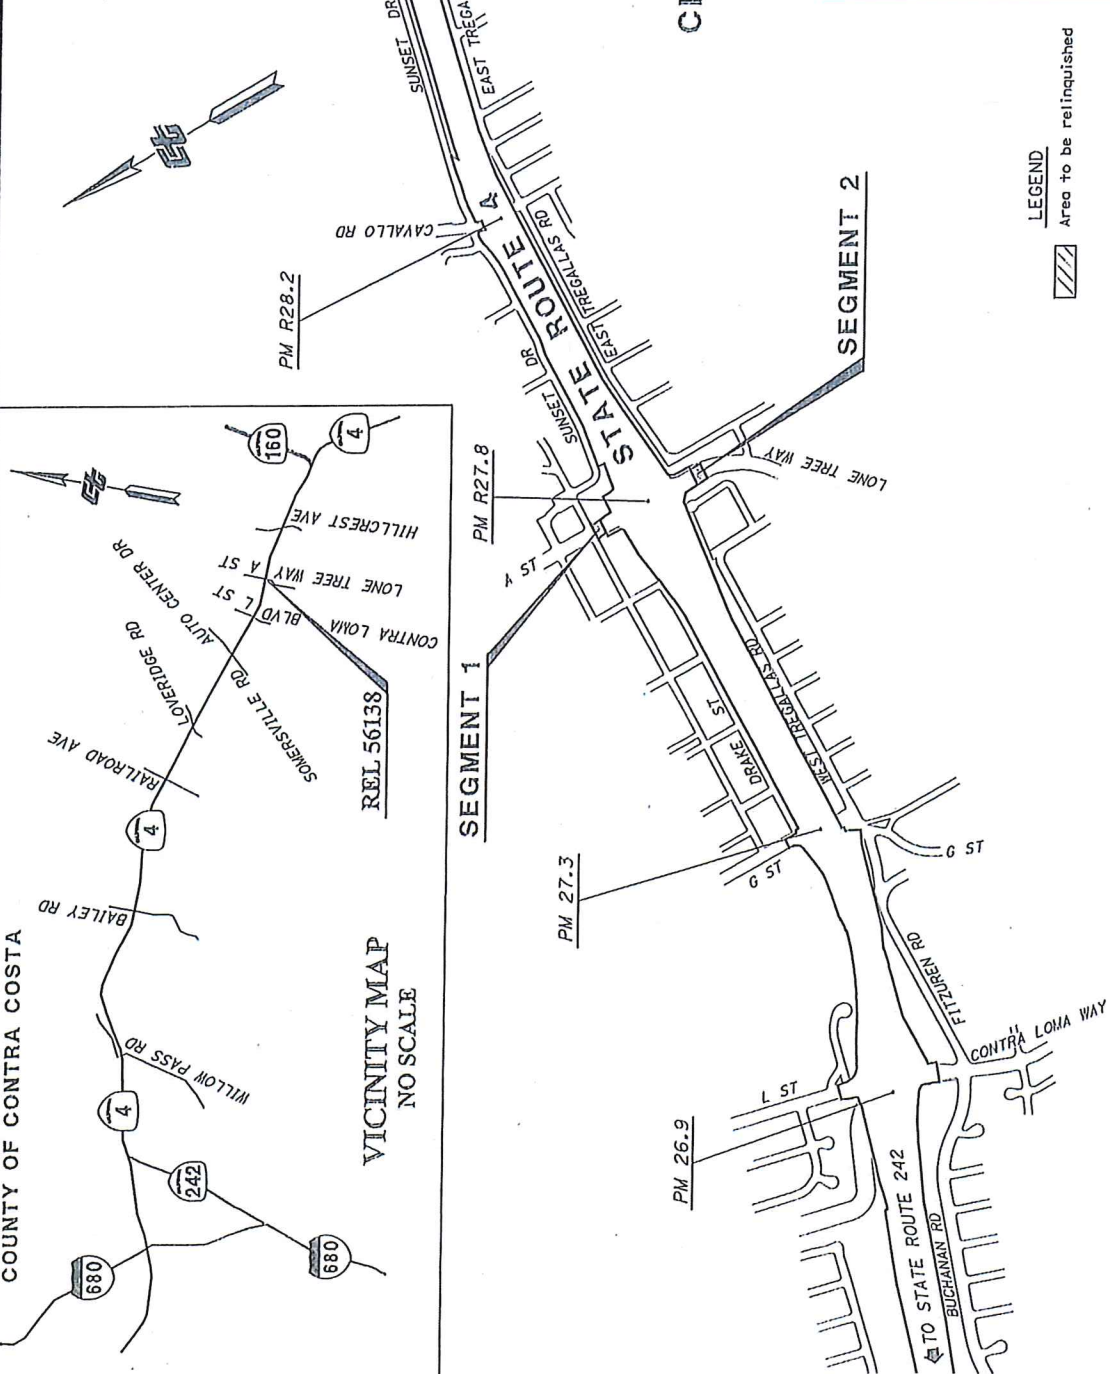 COUNTY OF CONTRA COSTA
680
242
680
4
WILLOW PASS RD
BAILEY RD
4
RAILROAD AVE
LOVERIDGE RD
SOMERSVILLE RD
AUTO CENTER DR
L ST
CONTRA LOMA BLVD
A ST
LONE TREE WAY
HILLCREST AVE
160
4
REL 56138
VICINITY MAP
NO SCALE
PM R28.2
CAVALLO RD
SUNSET DR
EAST TREGA
STATE ROUTE 4
SUNSET DR
EAST TREGALLAS RD
PM R27.8
A ST
SEGMENT 1
SEGMENT 2
LONE TREE WAY
DRAKE ST
WEST TREGALLAS RD
PM 27.3
G ST
G ST
FITZUREN RD
CONTRA LOMA WAY
L ST
PM 26.9
TO STATE ROUTE 242
BUCHANAN RD
LEGEND
Area to be relinquished